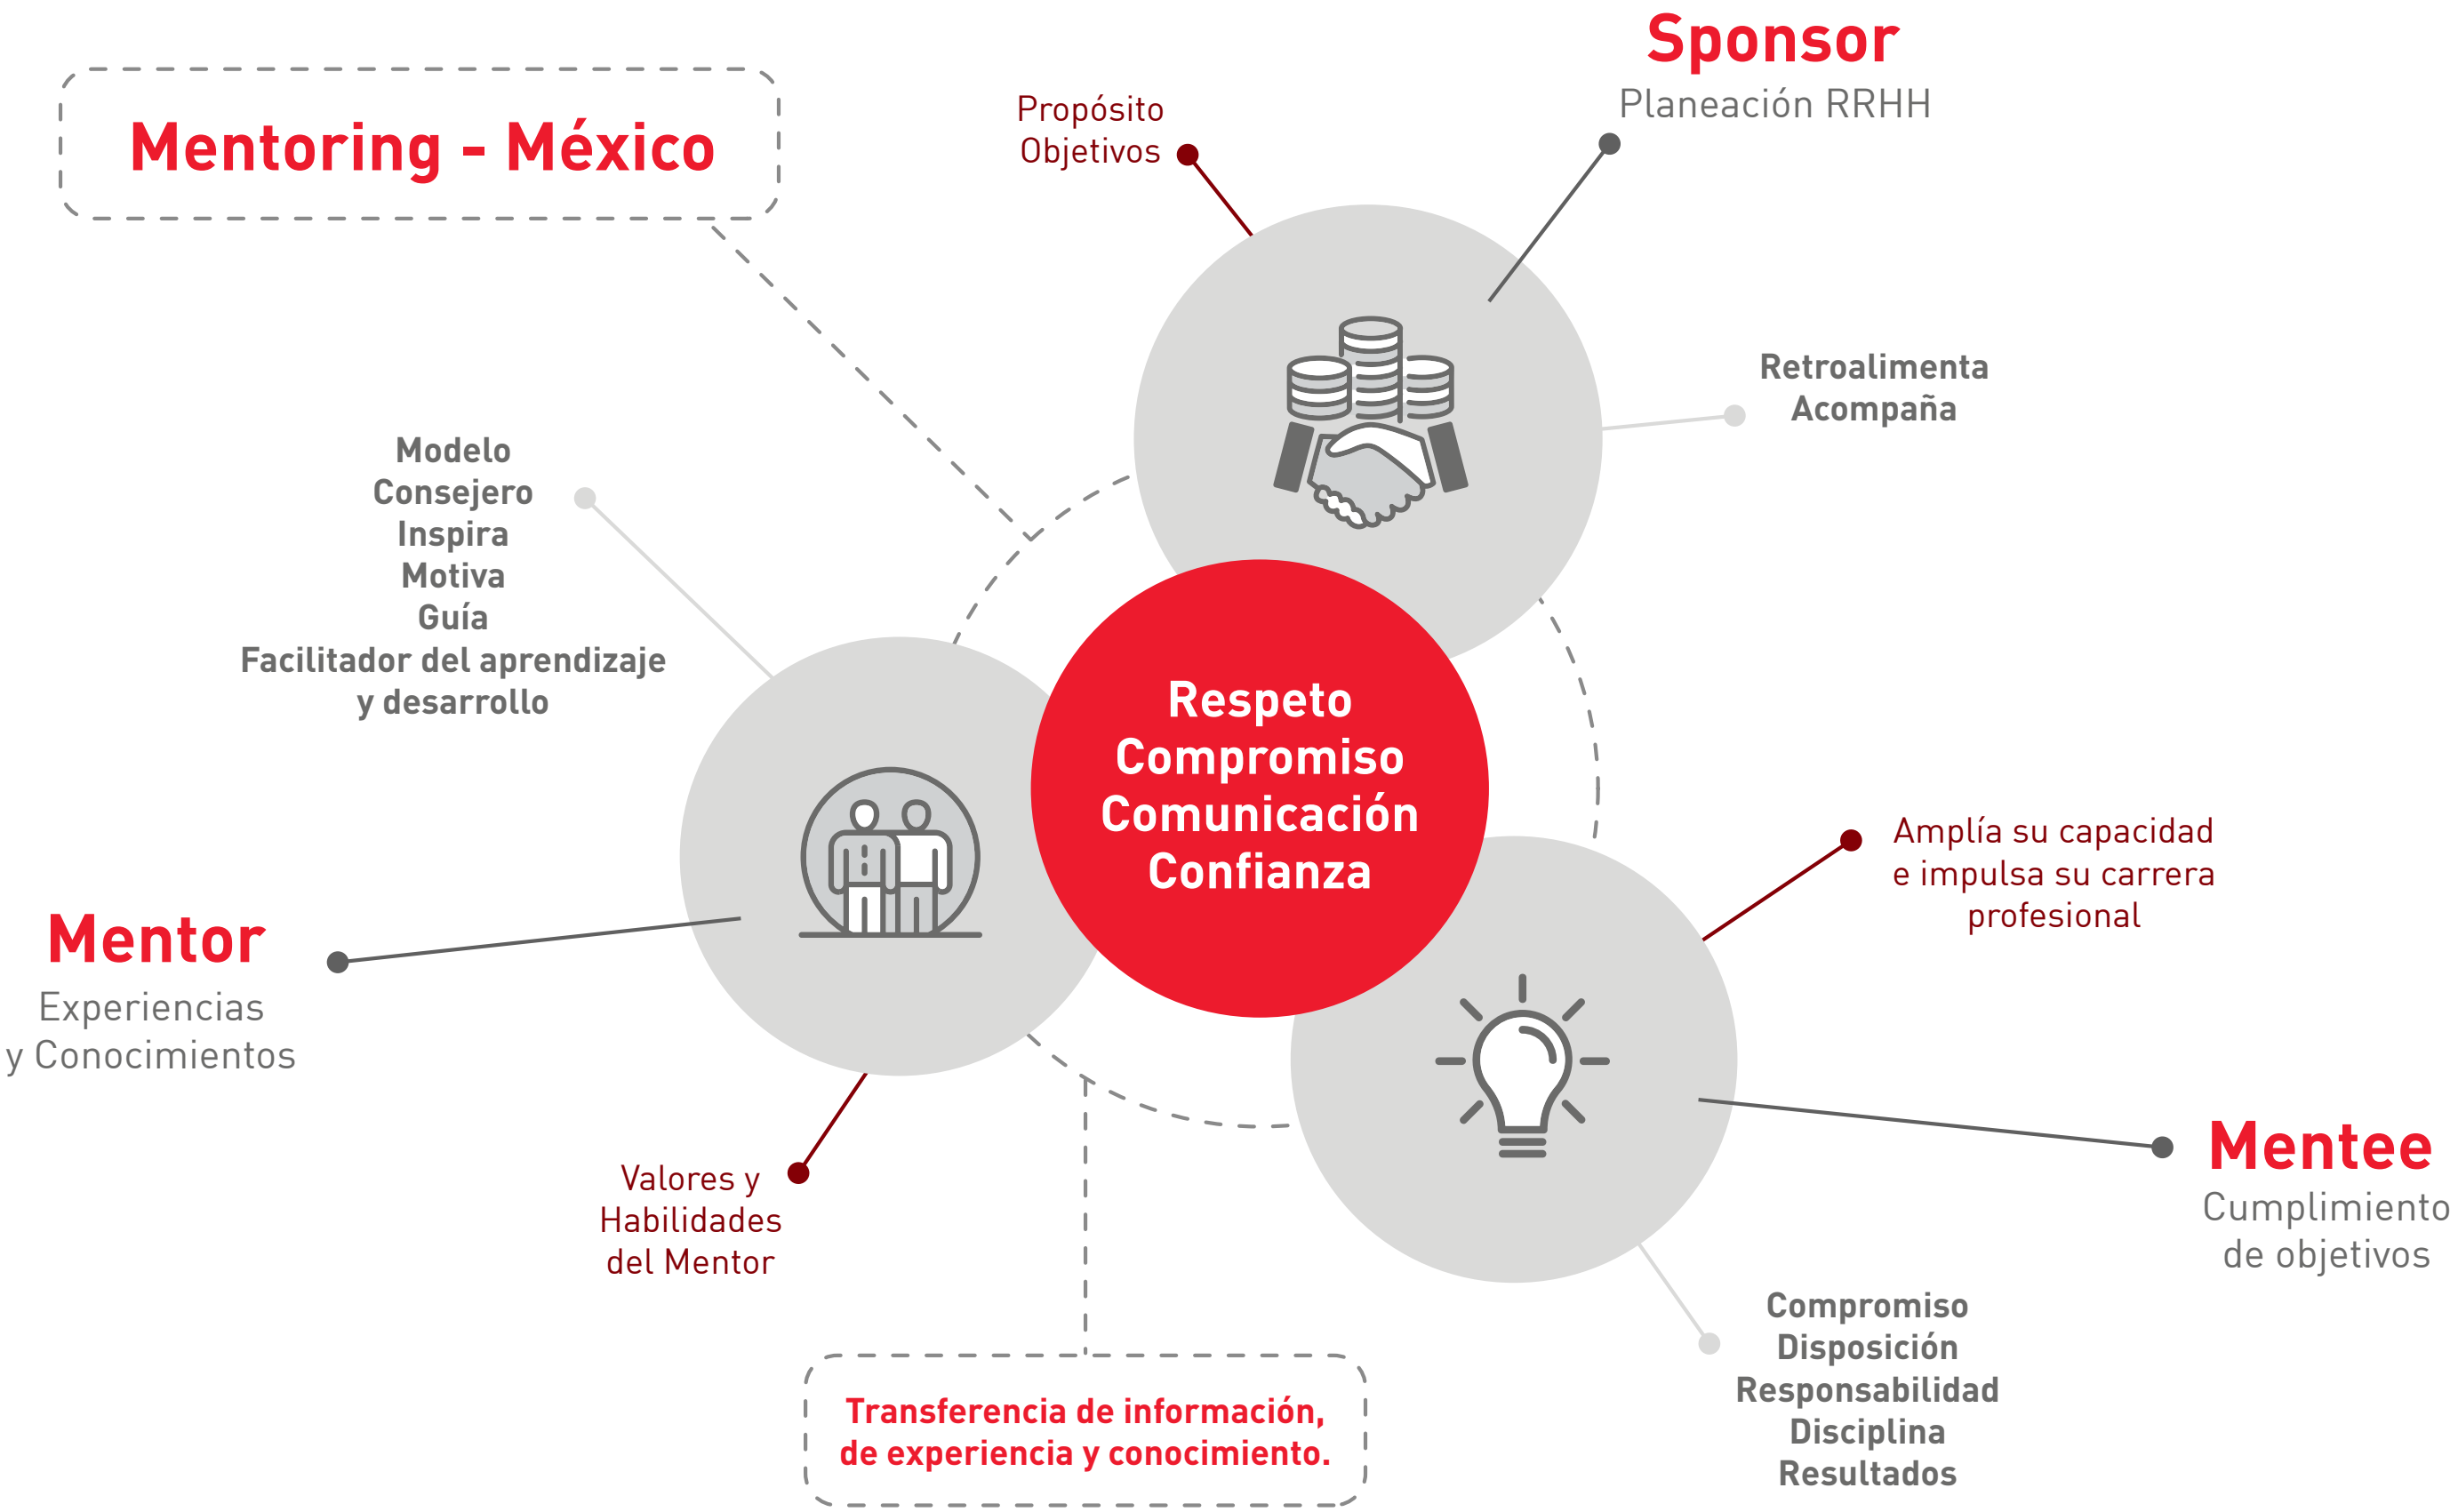 Mentoring - México
Propósito
Objetivos
Sponsor
Planeación RRHH
Retroalimenta
Acompaña
Modelo
Consejero
Inspira
Motiva
Guía
Facilitador del aprendizaje
y desarrollo
Respeto
Compromiso
Comunicación
Confianza
Mentor
Experiencias
y Conocimientos
Amplía su capacidad
e impulsa su carrera
profesional
Valores y
Habilidades
del Mentor
Mentee
Cumplimiento
de objetivos
Compromiso
Disposición
Responsabilidad
Disciplina
Resultados
Transferencia de información,
de experiencia y conocimiento.